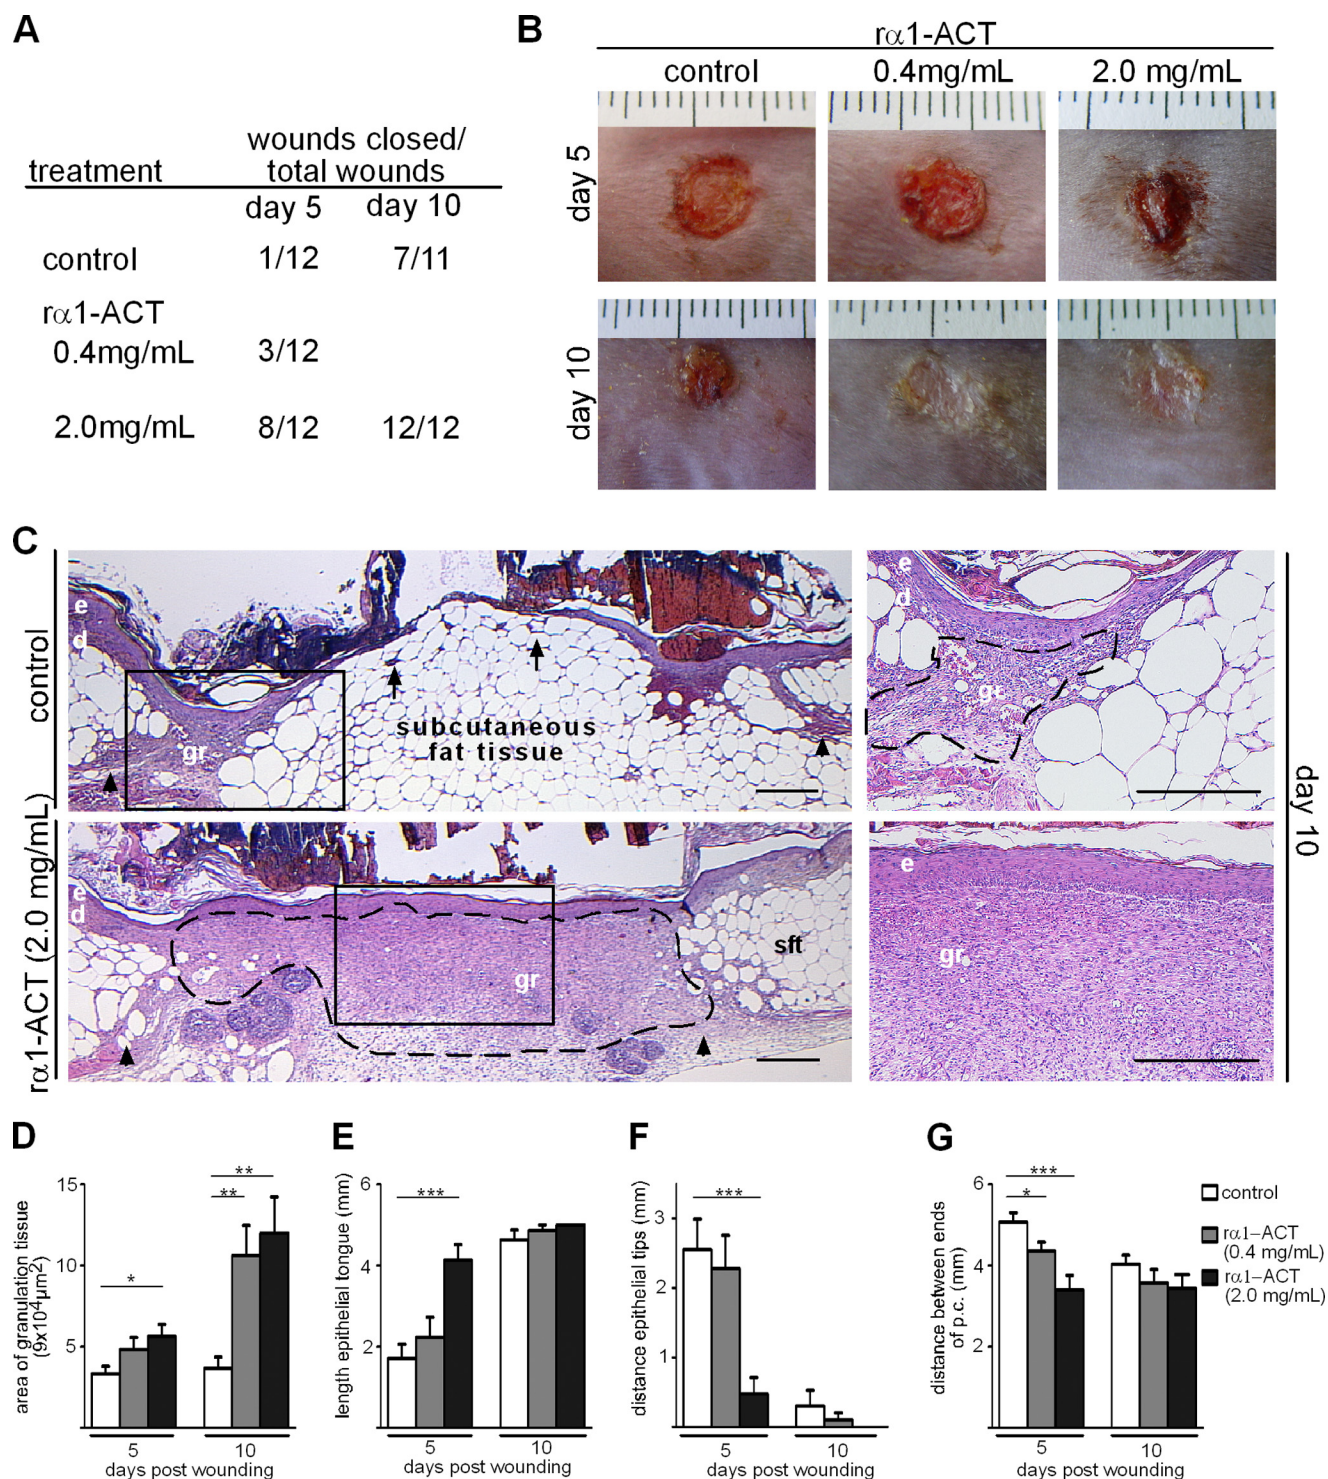 A
treatment
wounds closed/
total wounds
day 5 day 10
control 1/12 7/11
rα1-ACT
0.4mg/mL 3/12
2.0mg/mL 8/12 12/12
B
rα1-ACT
control 0.4mg/mL 2.0 mg/mL
day 5
day 10
C
control
e
d
gr
subcutaneous
fat tissue
e
d
gr
rα1-ACT (2.0 mg/mL)
e
d
gr
sft
e
gr
day 10
D
area of granulation tissue
(9x10⁴µm²)
15
10
5
*
**
**
5 10
days post wounding
E
length epithelial tongue (mm)
6
4
2
***
5 10
days post wounding
F
distance epithelial tips (mm)
3
2
1
***
5 10
days post wounding
G
distance between ends
of p.c. (mm)
6
4
2
***
*
5 10
days post wounding
control
rα1–ACT
(0.4 mg/mL)
rα1–ACT
(2.0 mg/mL)